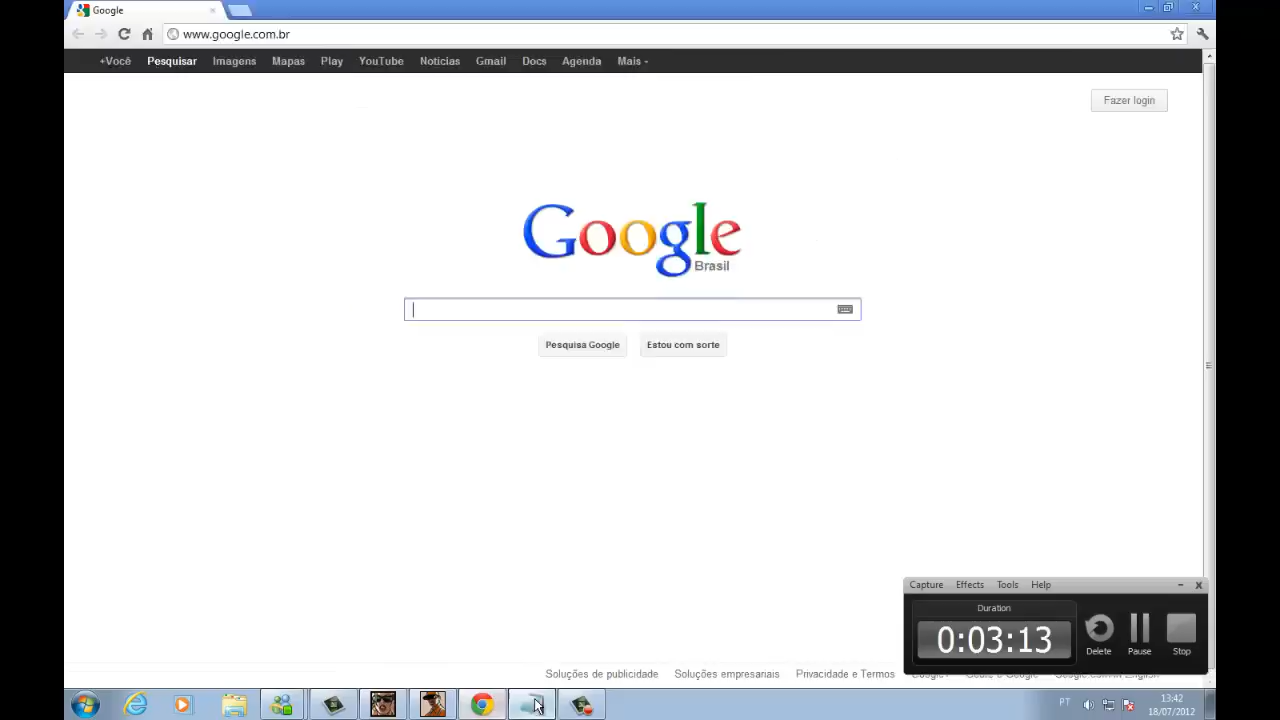 Google
www.google.com.br
+Você Pesquisar Imagens Mapas Play YouTube Notícias Gmail Docs Agenda Mais
Fazer login
Google
Brasil
Pesquisa Google Estou com sorte
Capture Effects Tools Help
Duration
0:03:13
Delete Pause Stop
Soluções de publicidade Soluções empresariais Privacidade e Termos
PT
13:42
18/07/2012